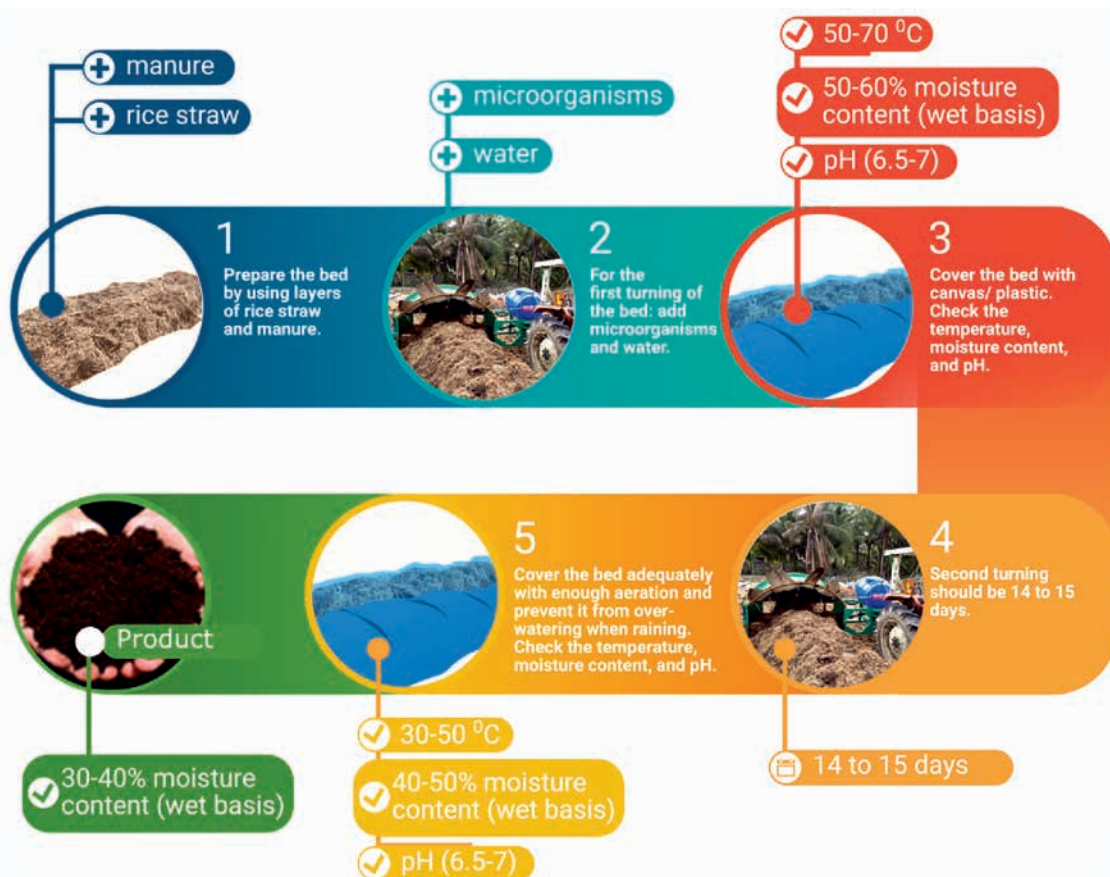 manure
rice straw
1
Prepare the bed
by using layers
of rice straw
and manure.
microorganisms
water
2
For the
first turning of
the bed: add
microorganisms
and water.
50-70 ⁰C
50-60% moisture
content (wet basis)
pH (6.5-7)
3
Cover the bed with
canvas/ plastic.
Check the
temperature,
moisture content,
and pH.
4
Second turning
should be 14 to 15
days.
14 to 15 days
5
Cover the bed adequately
with enough aeration and
prevent it from over-
watering when raining.
Check the temperature,
moisture content, and pH.
30-50 ⁰C
40-50% moisture
content (wet basis)
pH (6.5-7)
Product
30-40% moisture
content (wet basis)